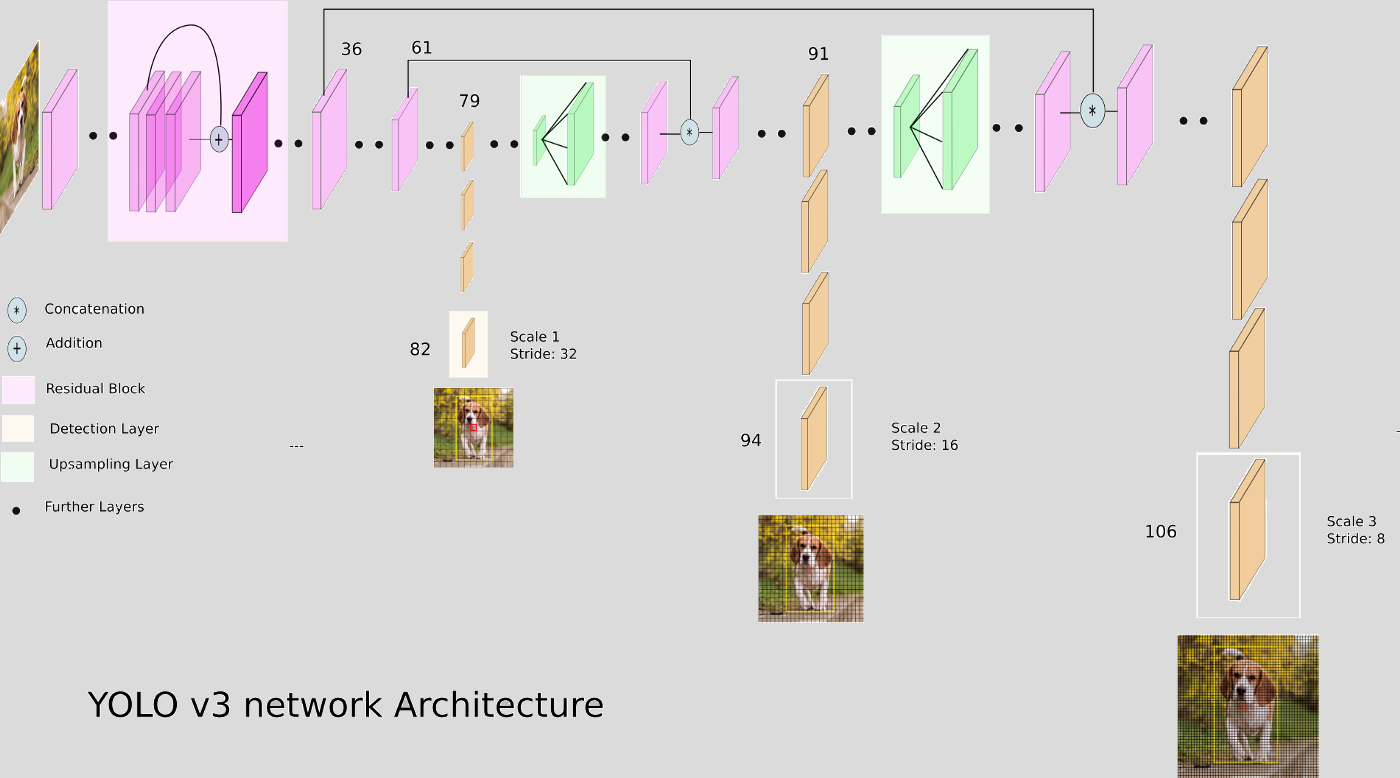 36
61
91
79
+
*
*
Concatenation
Addition
Residual Block
Detection Layer
Upsampling Layer
Further Layers
*
+
---
82
Scale 1
Stride: 32
94
Scale 2
Stride: 16
106
Scale 3
Stride: 8
YOLO v3 network Architecture